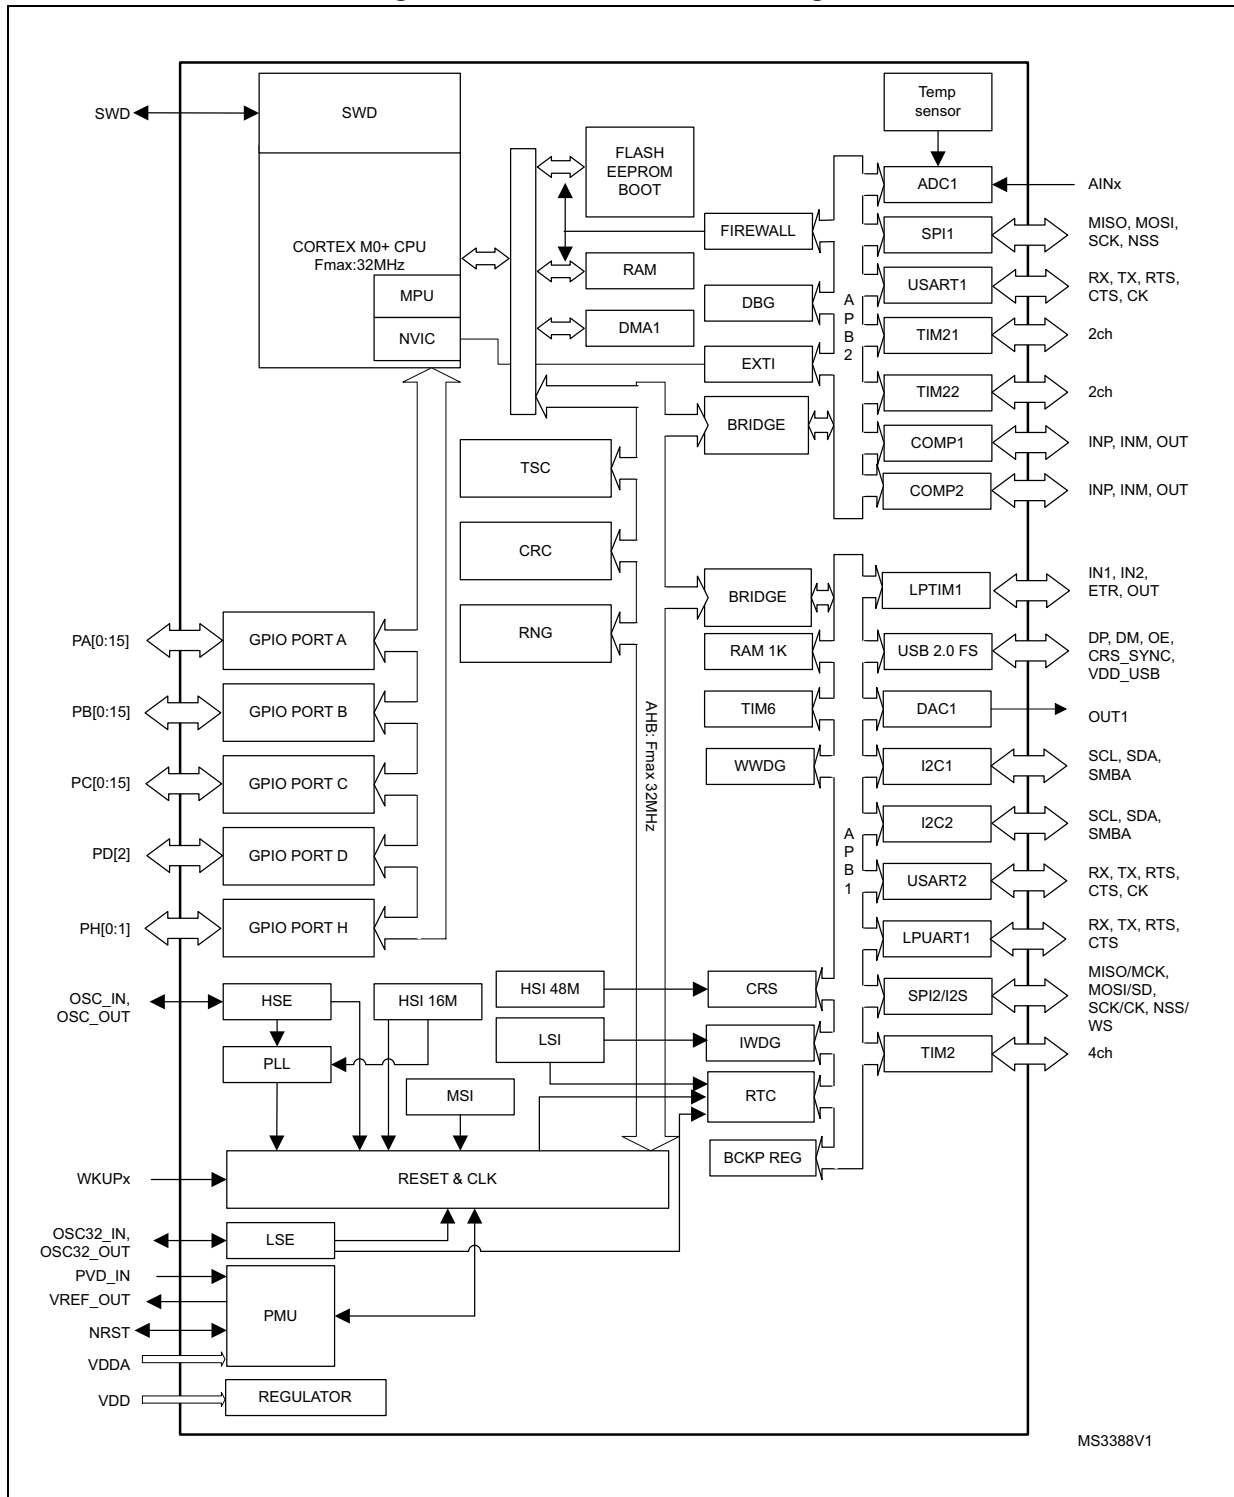 SWD
SWD
CORTEX M0+ CPU
Fmax:32MHz
MPU
NVIC
FLASH
EEPROM
BOOT
RAM
DMA1
FIREWALL
DBG
EXTI
BRIDGE
A
P
B
2
Temp
sensor
ADC1
AINx
SPI1
MISO, MOSI,
SCK, NSS
USART1
RX, TX, RTS,
CTS, CK
TIM21
2ch
TIM22
2ch
COMP1
INP, INM, OUT
COMP2
INP, INM, OUT
TSC
CRC
RNG
AHB: Fmax 32MHz
PA[0:15]
GPIO PORT A
PB[0:15]
GPIO PORT B
PC[0:15]
GPIO PORT C
PD[2]
GPIO PORT D
PH[0:1]
GPIO PORT H
BRIDGE
RAM 1K
TIM6
WWDG
A
P
B
1
LPTIM1
IN1, IN2,
ETR, OUT
USB 2.0 FS
DP, DM, OE,
CRS_SYNC,
VDD_USB
DAC1
OUT1
I2C1
SCL, SDA,
SMBA
I2C2
SCL, SDA,
SMBA
USART2
RX, TX, RTS,
CTS, CK
LPUART1
RX, TX, RTS,
CTS
SPI2/I2S
MISO/MCK,
MOSI/SD,
SCK/CK, NSS/
WS
TIM2
4ch
OSC_IN,
OSC_OUT
HSE
HSI 16M
HSI 48M
CRS
PLL
LSI
IWDG
MSI
RTC
BCKP REG
WKUPx
RESET & CLK
OSC32_IN,
OSC32_OUT
LSE
PVD_IN
VREF_OUT
NRST
VDDA
PMU
VDD
REGULATOR
MS3388V1